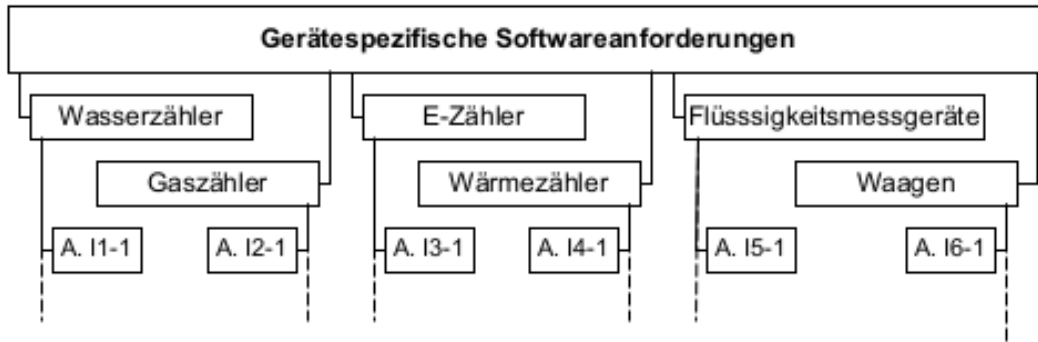 Gerätespezifische Softwareanforderungen
Wasserzähler
E-Zähler
Flüsssigkeitsmessgeräte
Gaszähler
Wärmezähler
Waagen
A. I1-1
A. I2-1
A. I3-1
A. I4-1
A. I5-1
A. I6-1